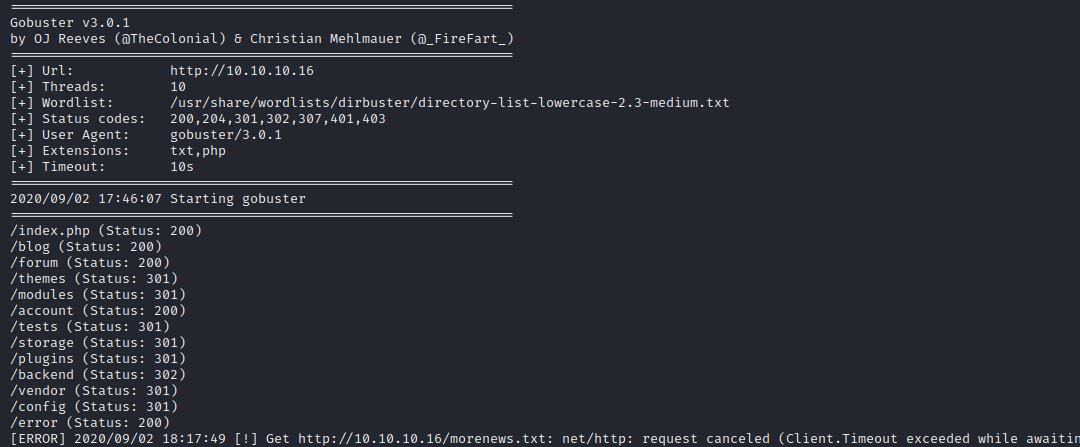 ===============================================================
Gobuster v3.0.1
by OJ Reeves (@TheColonial) & Christian Mehlmauer (@_FireFart_)
===============================================================
[+] Url:            http://10.10.10.16
[+] Threads:        10
[+] Wordlist:       /usr/share/wordlists/dirbuster/directory-list-lowercase-2.3-medium.txt
[+] Status codes:   200,204,301,302,307,401,403
[+] User Agent:     gobuster/3.0.1
[+] Extensions:     txt,php
[+] Timeout:        10s
===============================================================
2020/09/02 17:46:07 Starting gobuster
===============================================================
/index.php (Status: 200)
/blog (Status: 200)
/forum (Status: 200)
/themes (Status: 301)
/modules (Status: 301)
/account (Status: 200)
/tests (Status: 301)
/storage (Status: 301)
/plugins (Status: 301)
/backend (Status: 302)
/vendor (Status: 301)
/config (Status: 301)
/error (Status: 200)
[ERROR] 2020/09/02 18:17:49 [!] Get http://10.10.10.16/morenews.txt: net/http: request canceled (Client.Timeout exceeded while awaitin